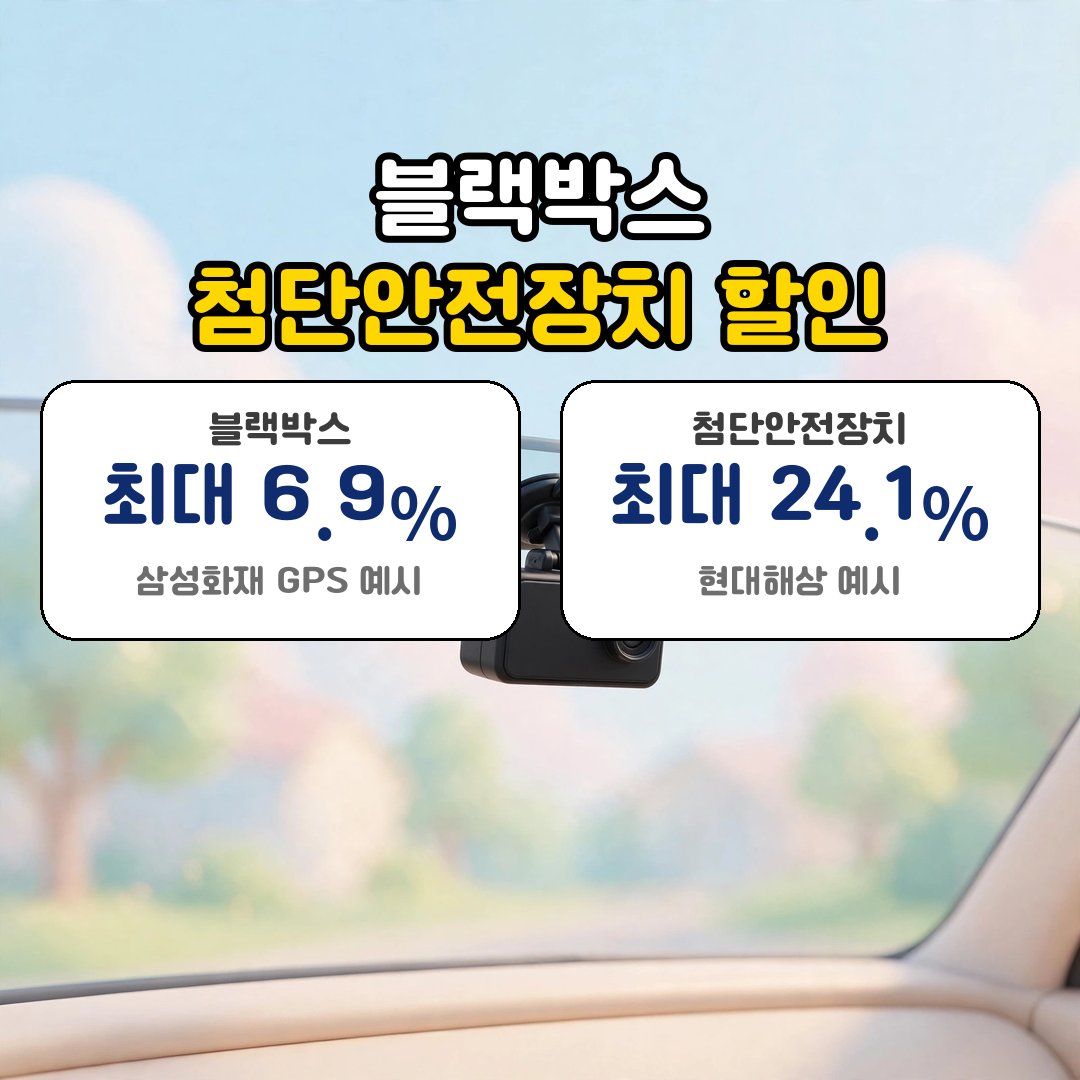 블랙박스
첨단안전장치 할인
블랙박스
최대 6.9%
삼성화재 GPS 예시
첨단안전장치
최대 24.1%
현대해상 예시